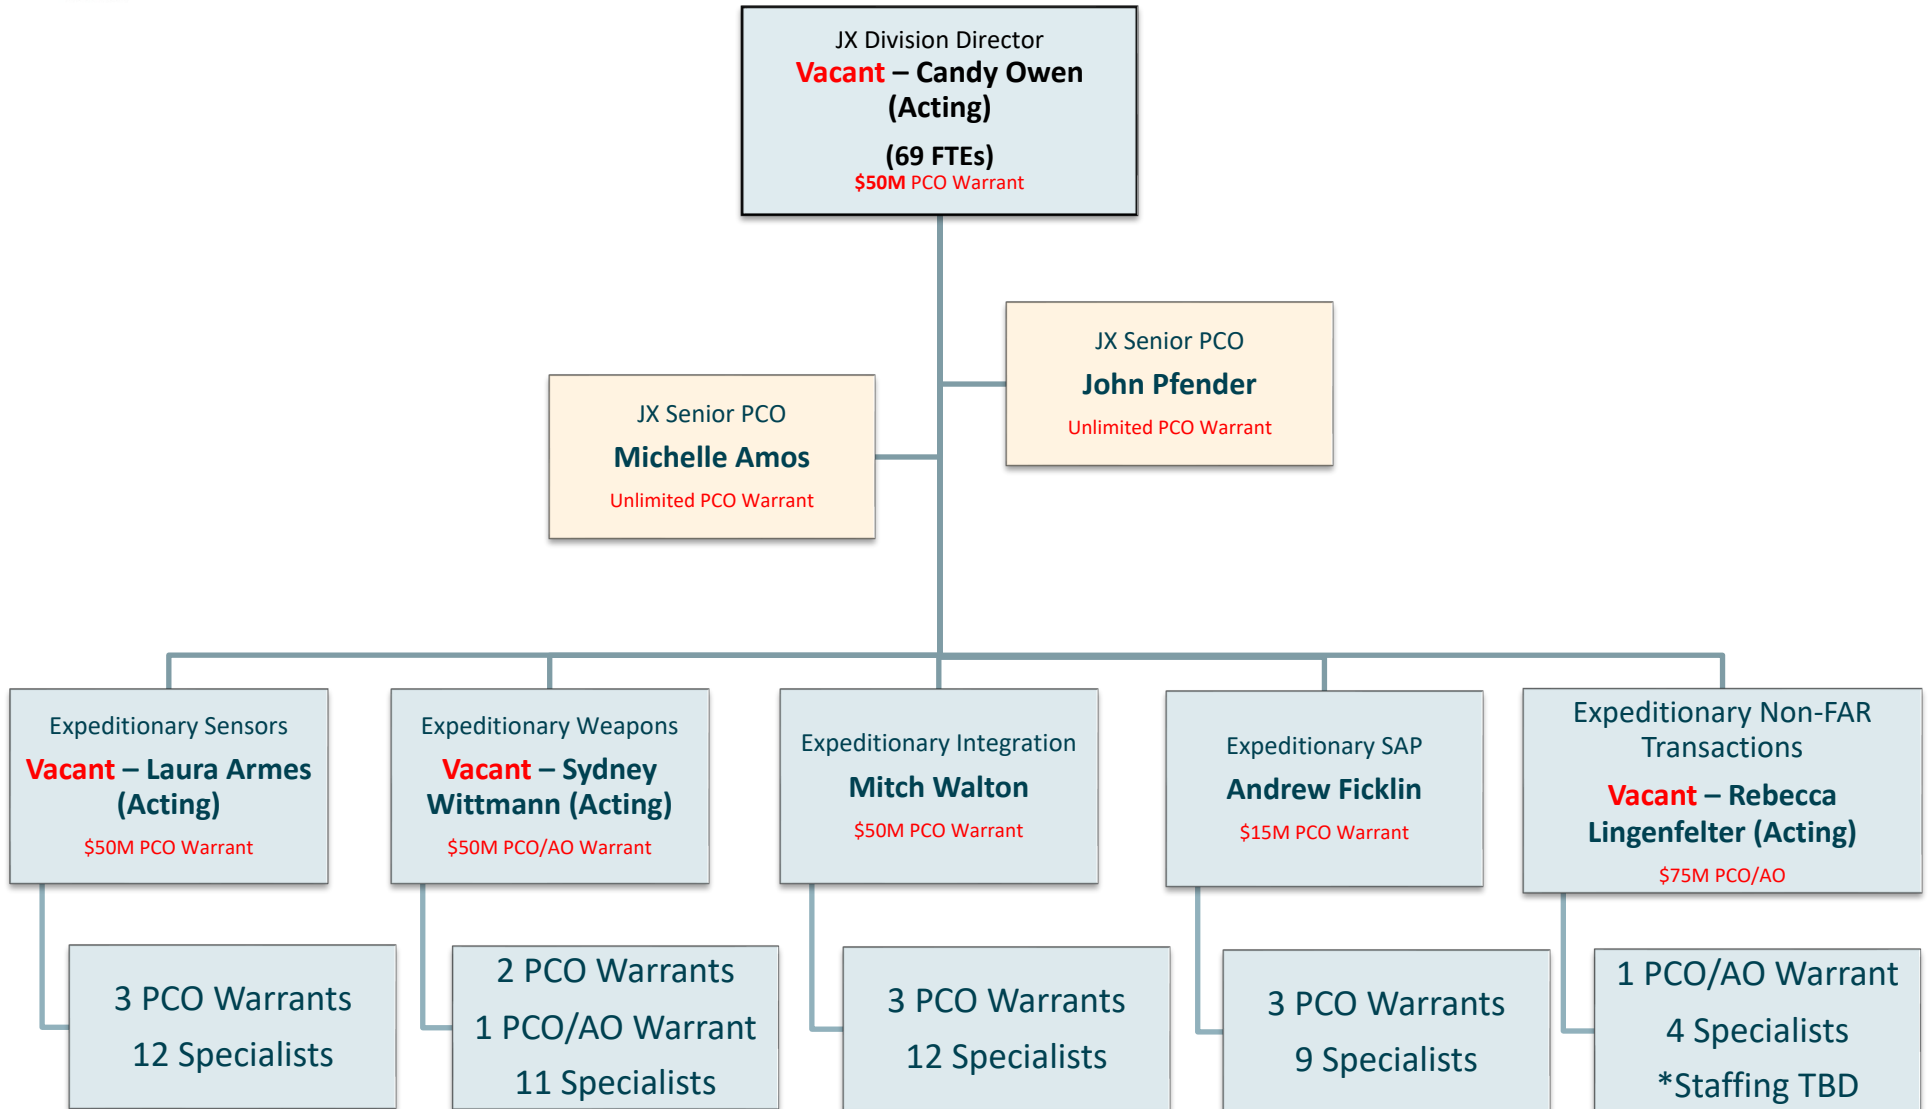 JX Division Director
Vacant – Candy Owen
(Acting)
(69 FTEs)
$50M PCO Warrant
JX Senior PCO
John Pfender
Unlimited PCO Warrant
JX Senior PCO
Michelle Amos
Unlimited PCO Warrant
Expeditionary Sensors
Vacant – Laura Armes
(Acting)
$50M PCO Warrant
Expeditionary Weapons
Vacant – Sydney
Wittmann (Acting)
$50M PCO/AO Warrant
Expeditionary Integration
Mitch Walton
$50M PCO Warrant
Expeditionary SAP
Andrew Ficklin
$15M PCO Warrant
Expeditionary Non-FAR
Transactions
Vacant – Rebecca
Lingenfelter (Acting)
$75M PCO/AO
3 PCO Warrants
12 Specialists
2 PCO Warrants
1 PCO/AO Warrant
11 Specialists
3 PCO Warrants
12 Specialists
3 PCO Warrants
9 Specialists
1 PCO/AO Warrant
4 Specialists
*Staffing TBD